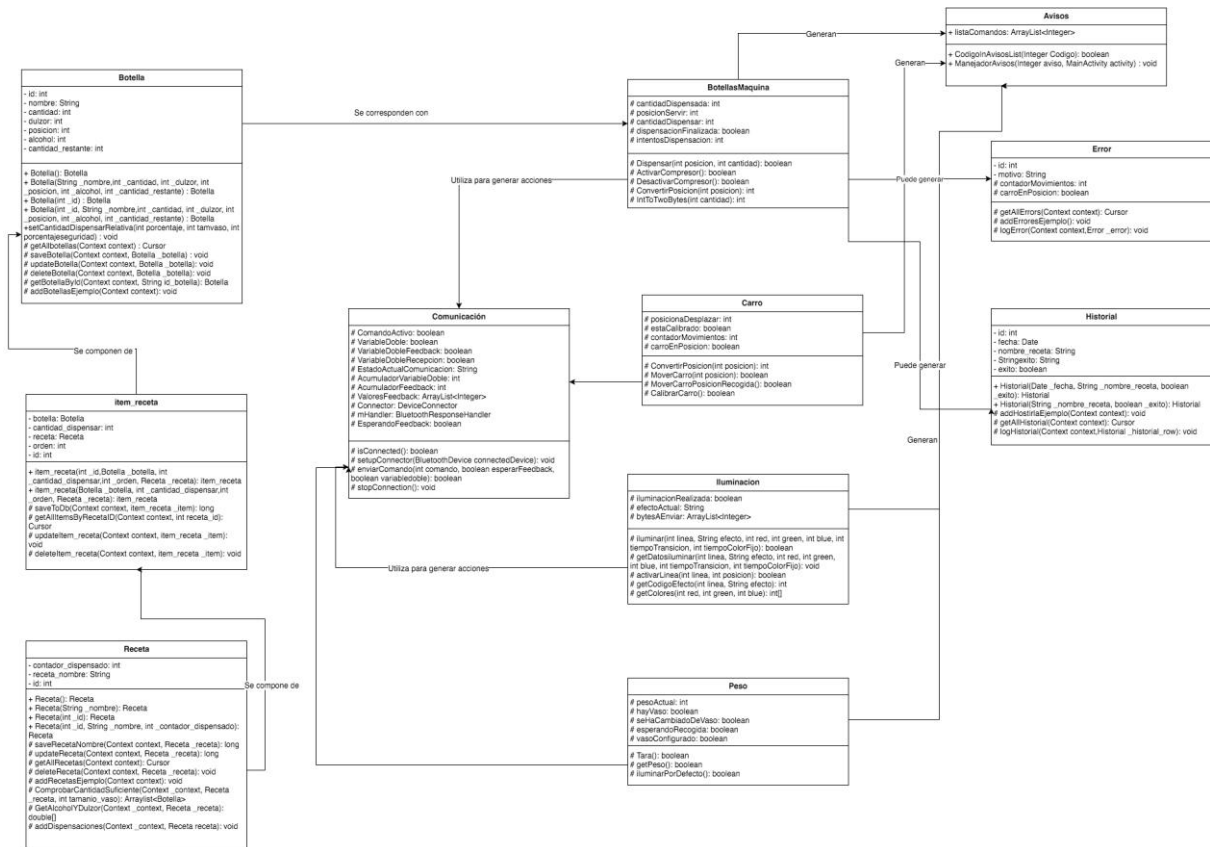 Avisos
+ listaComandos: ArrayList<Integer>
+ CodigoInAvisosList(Integer Codigo): boolean
+ ManejadorAvisos(Integer aviso, MainActivity activity) : void
Generan
Generan
Botella
- id: int
- nombre: String
- cantidad: int
- dulzor: int
- posicion: int
- alcohol: int
- cantidad_restante: int
+ Botella(): Botella
+ Botella(String _nombre,int _cantidad, int _dulzor, int
_posicion, int _alcohol, int _cantidad_restante) : Botella
+ Botella(int _id) : Botella
+ Botella(int _id, String _nombre,int _cantidad, int _dulzor, int
_posicion, int _alcohol, int _cantidad_restante) : Botella
+setCantidadDispensarRelativa(int porcentaje, int tamvaso, int
porcentajeseguridad) : void
# getAllbotellas(Context context) : Cursor
# saveBotella(Context context, Botella _botella) : void
# updateBotella(Context context, Botella _botella): void
# deleteBotella(Context context, Botella _botella): void
# getBotellaById(Context context, String id_botella): Botella
# addBotellasEjemplo(Context context): void
Se corresponden con
BotellasMaquina
# cantidadDispensada: int
# posicionServir: int
# cantidadDispensar: int
# dispensacionFinalizada: boolean
# intentosDispensacion: int
# Dispensar(int posicion, int cantidad): boolean
# ActivarCompresor(): boolean
# DesactivarCompresor(): boolean
# ConvertirPosicion(int posicion): int
# IntToTwoBytes(int cantidad): int
Utiliza para generar acciones
Puede generar
Error
- id: int
- motivo: String
# contadorMovimientos: int
# carroEnPosicion: boolean
# getAllErrors(Context context): Cursor
# addErroresEjemplo(): void
# logError(Context context,Error _error): void
Comunicación
# ComandoActivo: boolean
# VariableDoble: boolean
# VariableDobleFeedback: boolean
# VariableDobleRecepcion: boolean
# EstadoActualComunicacion: String
# AcumuladorVariableDoble: int
# AcumuladorFeedback: int
# ValoresFeedback: ArrayList<Integer>
# Connector: DeviceConnector
# mHandler: BluetoothResponseHandler
# EsperandoFeedback: boolean
# isConnected(): boolean
# setupConnector(BluetoothDevice connectedDevice): void
# enviarComando(int comando, boolean esperarFeedback,
boolean variabledoble): boolean
# stopConnection(): void
Carro
# posicionaDesplazar: int
# estaCalibrado: boolean
# contadorMovimientos: int
# carroEnPosicion: boolean
# ConvertirPosicion(int posicion): int
# MoverCarro(int posicion): boolean
# MoverCarroPosicionRecogida(): boolean
# CalibrarCarro(): boolean
Historial
- id: int
- fecha: Date
- nombre_receta: String
- Stringexito: String
- exito: boolean
+ Historial(Date _fecha, String _nombre_receta, boolean
_exito): Historial
+ Historial(String _nombre_receta, boolean _exito): Historial
# addHostirlaEjemplo(Context context): void
# getAllHistorial(Context context): Cursor
# logHistorial(Context context,Historial _historial_row): void
Puede generar
Se componen de
item_receta
- botella: Botella
- cantidad_dispensar: int
- receta: Receta
- orden: int
- id: int
+ item_receta(int _id,Botella _botella, int
_cantidad_dispensar,int _orden, Receta _receta): item_receta
+ item_receta(Botella _botella, int _cantidad_dispensar,int
_orden, Receta _receta): item_receta
# saveToDb(Context context, item_receta _item): long
# getAllItemsByRecetaID(Context context, int receta_id):
Cursor
# updateItem_receta(Context context, item_receta _item):
void
# deleteItem_receta(Context context, item_receta _item): void
Generan
Iluminacion
# iluminacionRealizada: boolean
# efectoActual: String
# bytesAEnviar: ArrayList<Integer>
# iluminar(int linea, String efecto, int red, int green, int blue, int
tiempoTransicion, int tiempoColorFijo): boolean
# getDatosIluminar(int linea, String efecto, int red, int green,
int blue, int tiempoTransicion, int tiempoColorFijo): void
# activarLinea(int linea, int posicion): boolean
# getCodigoEfecto(int linea, String efecto): int
# getColores(int red, int green, int blue): int[]
Utiliza para generar acciones
Receta
- contador_dispensado: int
- receta_nombre: String
- id: int
+ Receta(): Receta
+ Receta(String _nombre): Receta
+ Receta(int _id): Receta
+ Receta(int _id, String _nombre, int _contador_dispensado):
Receta
# saveRecetaNombre(Context context, Receta _receta): long
# updateReceta(Context context, Receta _receta): long
# getAllRecetas(Context context): Cursor
# deleteReceta(Context context, Receta _receta): void
# addRecetasEjemplo(Context context): void
# ComprobarCantidadSuficiente(Context _context, Receta
_receta, int tamanio_vaso): Arraylist<Botella>
# GetAlcoholYDulzor(Context _context, Receta _receta):
double[]
# addDispensaciones(Context _context, Receta receta): void
Se compone de
Peso
# pesoActual: int
# hayVaso: boolean
# seHaCambiadoDeVaso: boolean
# esperandoRecogida: boolean
# vasoConfigurado: boolean
# Tara(): boolean
# getPeso(): boolean
# iluminarPorDefecto(): boolean